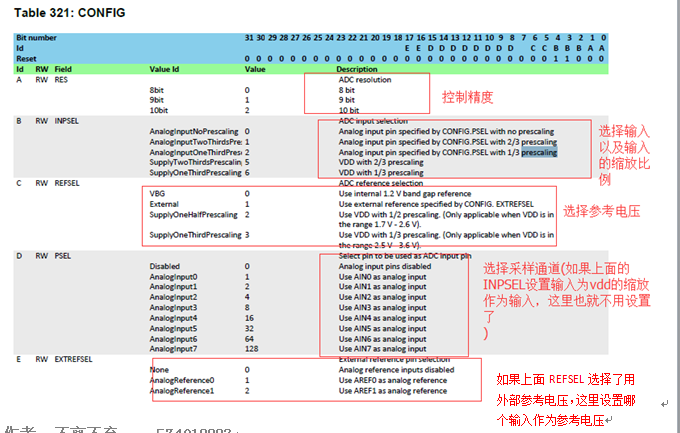 Table 321: CONFIG
Bit number 31 30 29 28 27 26 25 24 23 22 21 20 19 18 17 16 15 14 13 12 11 10 9 8 7 6 5 4 3 2 1 0
Id E E D D D D D D D D C C B B B A A
Reset 0 0 0 0 0 0 0 0 0 0 0 0 0 0 0 0 0 0 0 0 0 0 0 0 0 0 0 1 0 0 0 0
Id RW Field Value Id Value Description
A RW RES ADC resolution
8bit 0 8 bit
9bit 1 9 bit
10bit 2 10 bit
控制精度
B RW INPSEL ADC input selection
AnalogInputNoPrescaling 0 Analog input pin specified by CONFIG.PSEL with no prescaling
AnalogInputTwoThirdsPre 1 Analog input pin specified by CONFIG.PSEL with 2/3 prescaling
AnalogInputOneThirdPres 2 Analog input pin specified by CONFIG.PSEL with 1/3 prescaling
SupplyTwoThirdsPrescalin 5 VDD with 2/3 prescaling
SupplyOneThirdPrescaling 6 VDD with 1/3 prescaling
选择输入
以及输入
的缩放比
例
C RW REFSEL ADC reference selection
VBG 0 Use internal 1.2 V band gap reference
External 1 Use external reference specified by CONFIG. EXTREFSEL
SupplyOneHalfPrescaling 2 Use VDD with 1/2 prescaling. (Only applicable when VDD is in
the range 1.7 V - 2.6 V).
SupplyOneThirdPrescaling 3 Use VDD with 1/3 prescaling. (Only applicable when VDD is in
the range 2.5 V - 3.6 V).
选择参考电压
D RW PSEL Select pin to be used as ADC input pin
Disabled 0 Analog input pins disabled
AnalogInput0 1 Use AIN0 as analog input
AnalogInput1 2 Use AIN1 as analog input
AnalogInput2 4 Use AIN2 as analog input
AnalogInput3 8 Use AIN3 as analog input
AnalogInput4 16 Use AIN4 as analog input
AnalogInput5 32 Use AIN5 as analog input
AnalogInput6 64 Use AIN6 as analog input
AnalogInput7 128 Use AIN7 as analog input
选择采样通道(如果上面的
INPSEL设置输入为vdd的缩放
作为输入，这里也就不用设置
了
)
E RW EXTREFSEL External reference pin selection
None 0 Analog reference inputs disabled
AnalogReference0 1 Use AREF0 as analog reference
AnalogReference1 2 Use AREF1 as analog reference
如果上面 REFSEL 选择了用
外部参考电压，这里设置哪
个输入作为参考电压